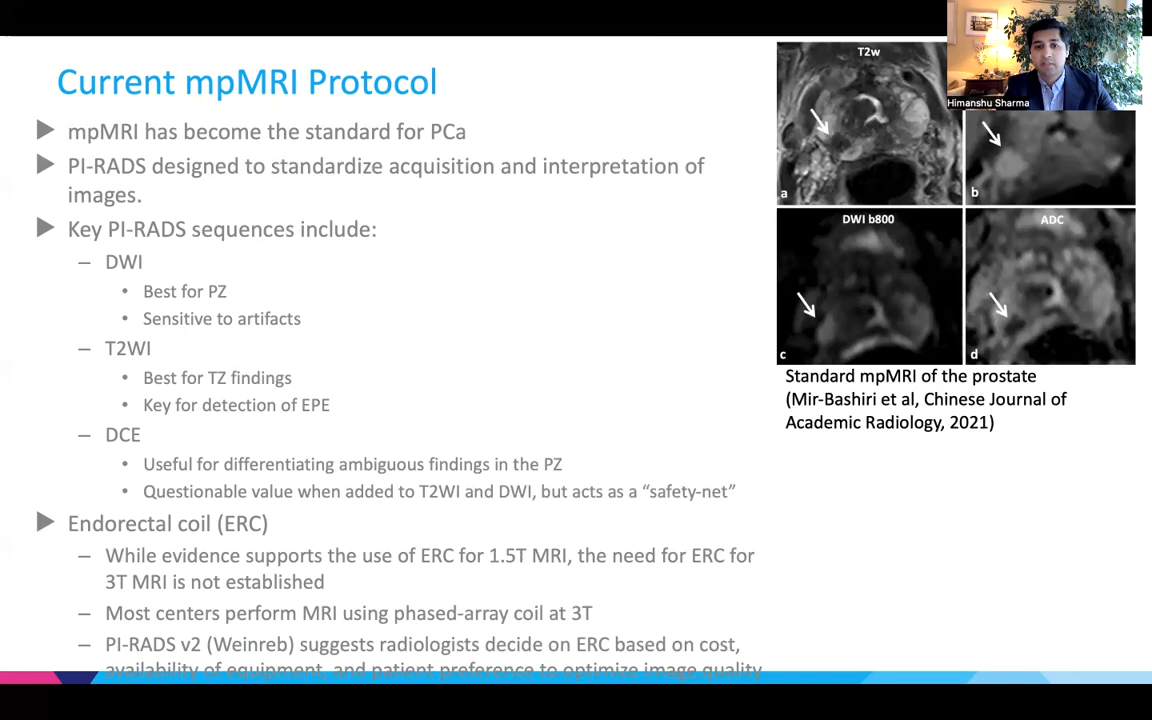 Current mpMRI Protocol
mpMRI has become the standard for PCa
PI-RADS designed to standardize acquisition and interpretation of
images.
Key PI-RADS sequences include:
– DWI
• Best for PZ
• Sensitive to artifacts
– T2WI
• Best for TZ findings
• Key for detection of EPE
– DCE
• Useful for differentiating ambiguous findings in the PZ
• Questionable value when added to T2WI and DWI, but acts as a “safety-net”
Endorectal coil (ERC)
– While evidence supports the use of ERC for 1.5T MRI, the need for ERC for
3T MRI is not established
– Most centers perform MRI using phased-array coil at 3T
– PI-RADS v2 (Weinreb) suggests radiologists decide on ERC based on cost,
availability of equipment, and patient preference to optimize image quality
T2w
a
b
DWI b800
c
ADC
d
Standard mpMRI of the prostate
(Mir-Bashiri et al, Chinese Journal of
Academic Radiology, 2021)
Himanshu Sharma